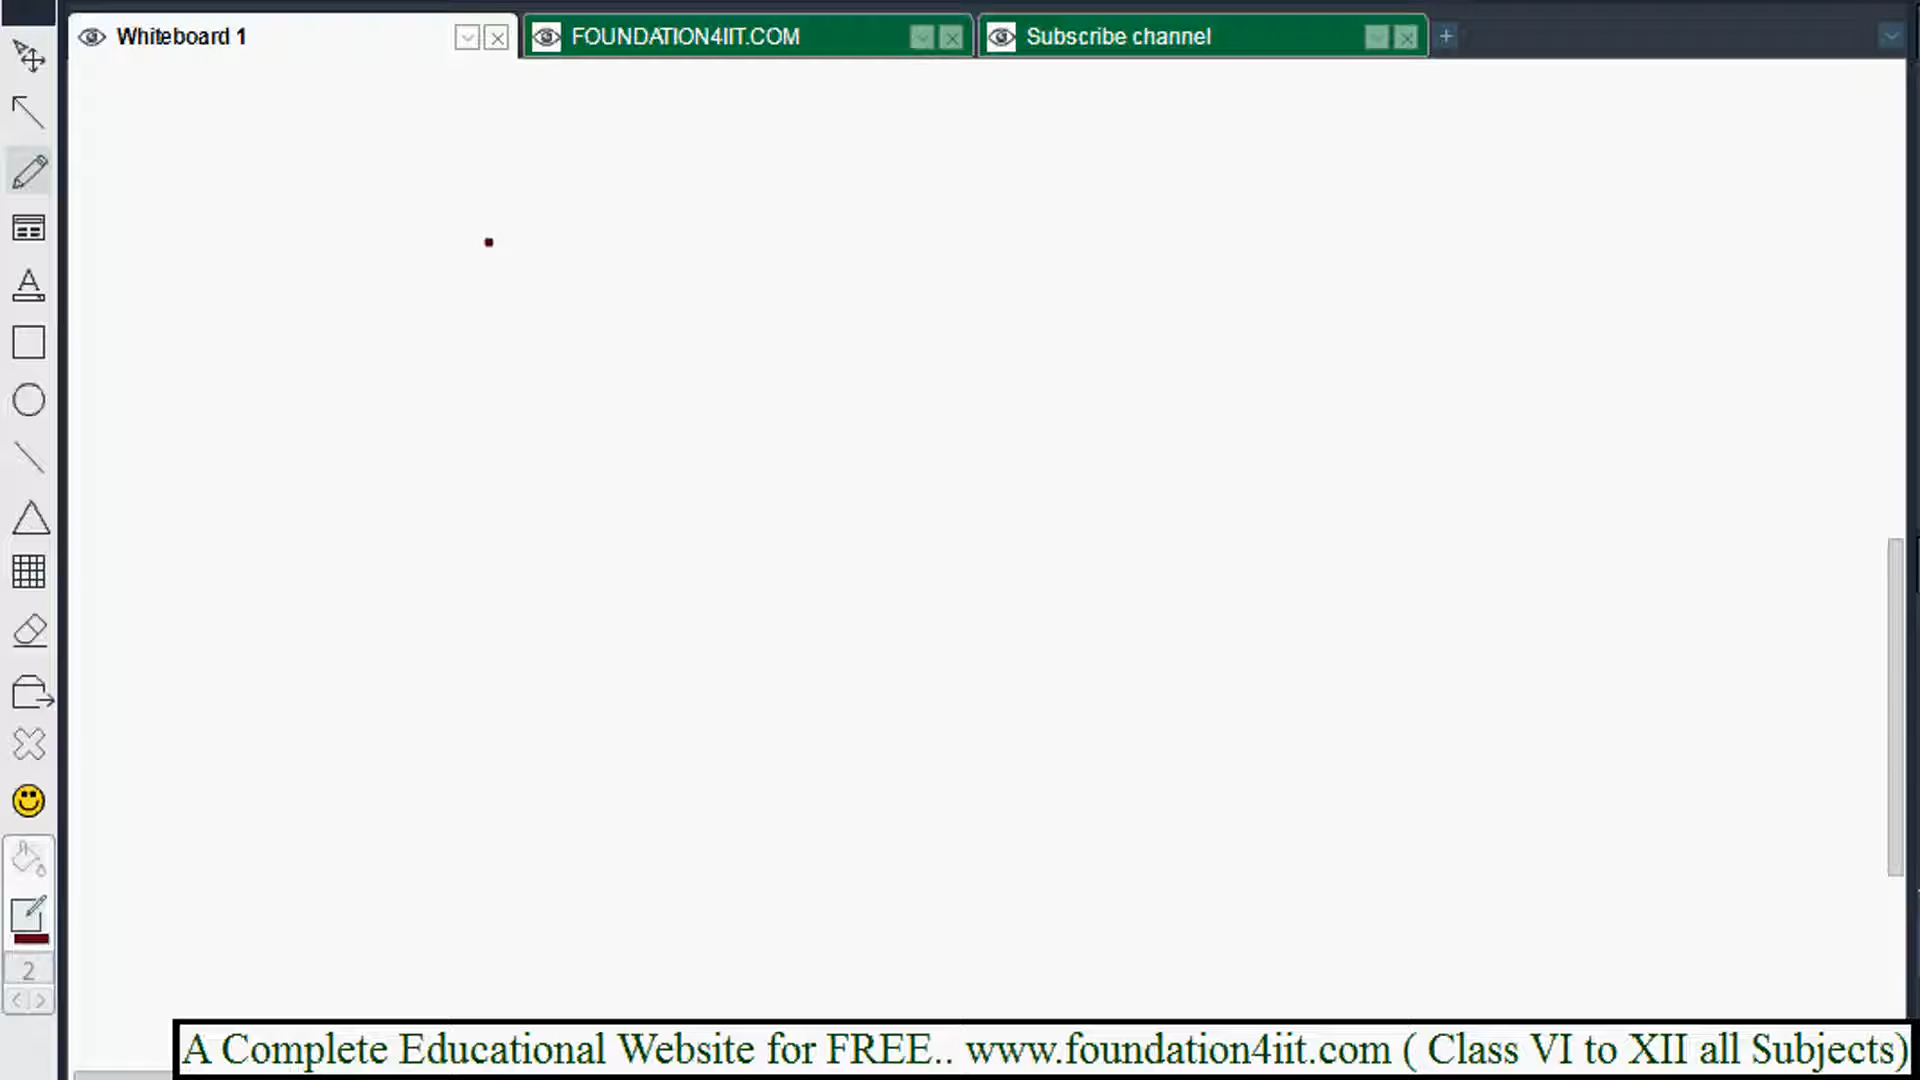 Whiteboard 1
FOUNDATION4IIT.COM
Subscribe channel
2
A Complete Educational Website for FREE.. www.foundation4iit.com ( Class VI to XII all Subjects)